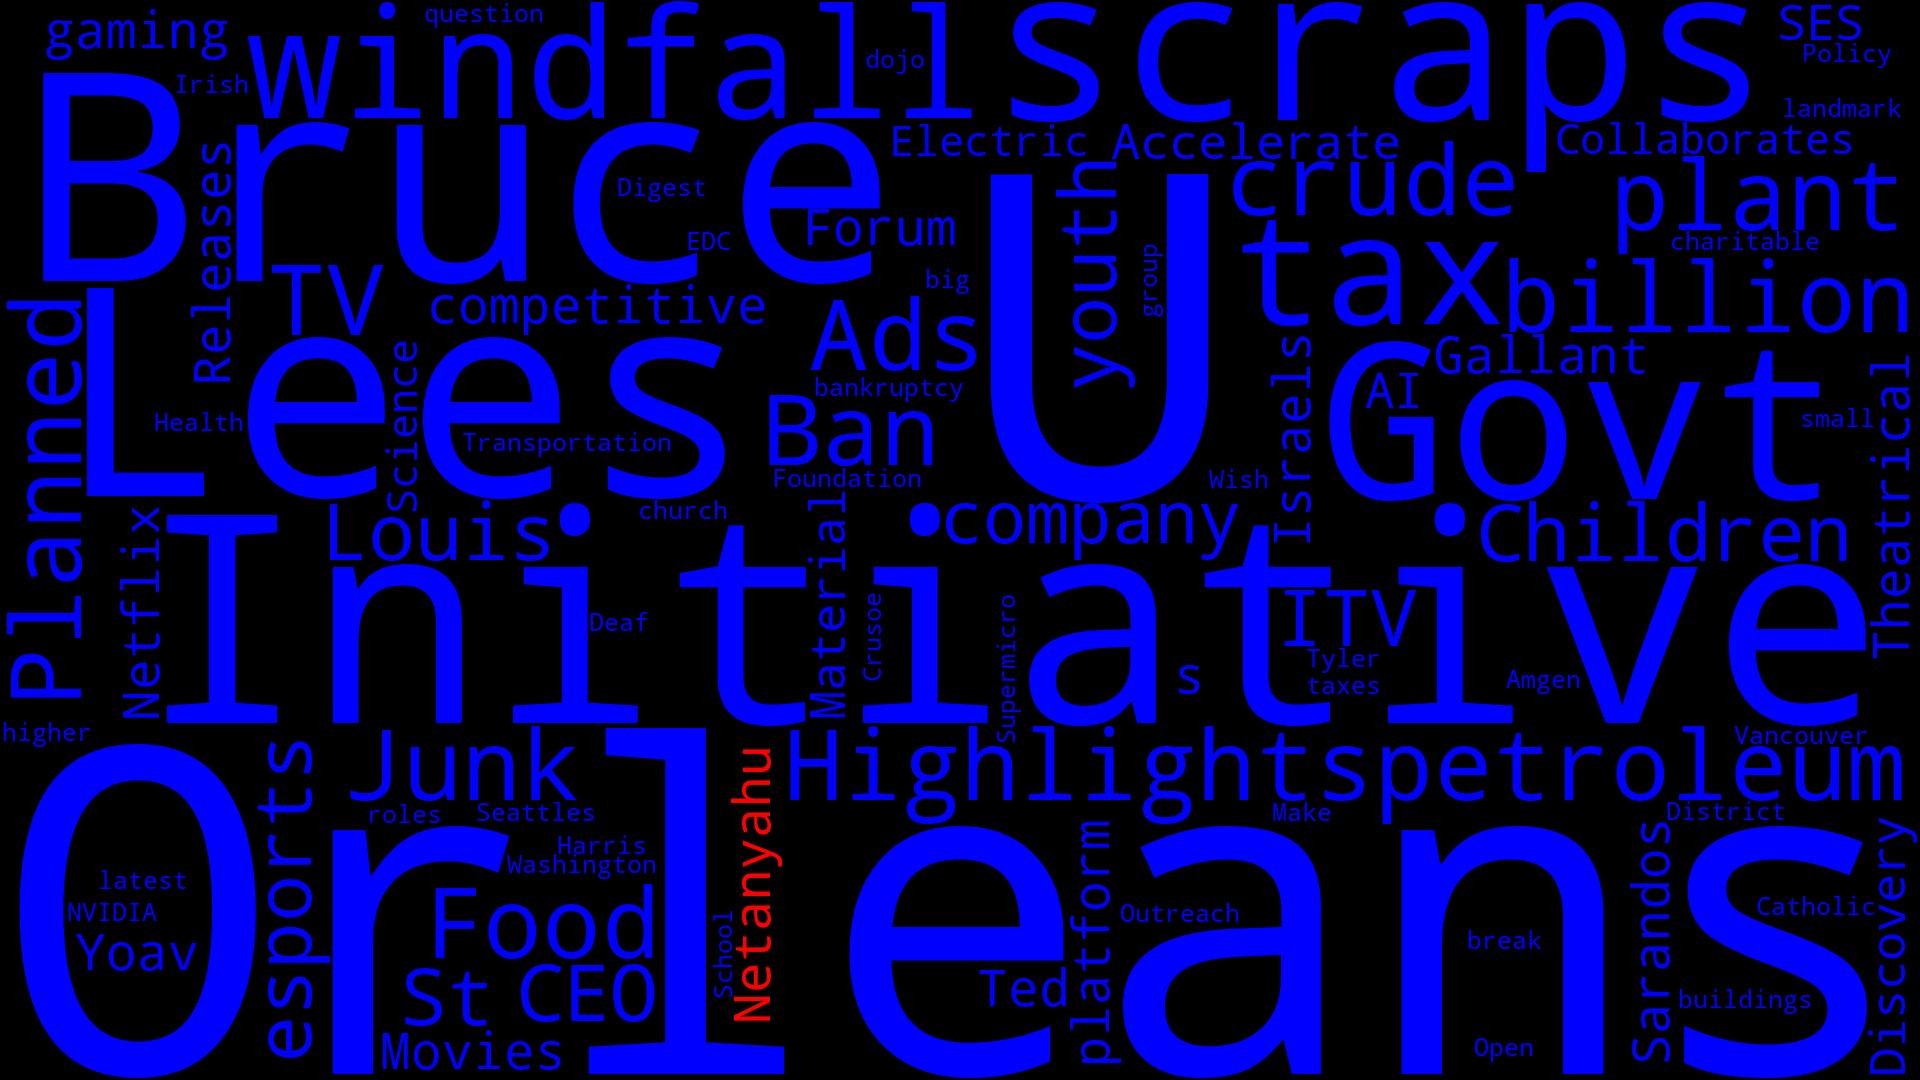 gaming
question
windfall
scraps
SES
Policy
Irish
dojo
landmark
Bruce
Releases
Digest
EDC
Electric
Accelerate
Collaborates
Forum
youth
crude
plant
charitable
U
group
tax
billion
big
TV
competitive
Ads
Planned
Lees
Science
Health
Transportation
bankruptcy
Ban
Foundation
Israels
Govt
AI
Gallant
small
Theatrical
Wish
Netflix
Initiative
Louis
church
company
Children
Material
Deaf
Crusoe
Supermicro
s
ITV
Tyler
taxes
Amgen
higher
Vancouver
Orleans
esports
Junk
Netanyahu
Highlights
petroleum
roles
Seattles
Make
District
Harris
Washington
latest
NVIDIA
Yoav
Food
School
St
CEO
Movies
Ted
platform
Outreach
break
Open
Sarandos
Catholic
buildings
Discovery